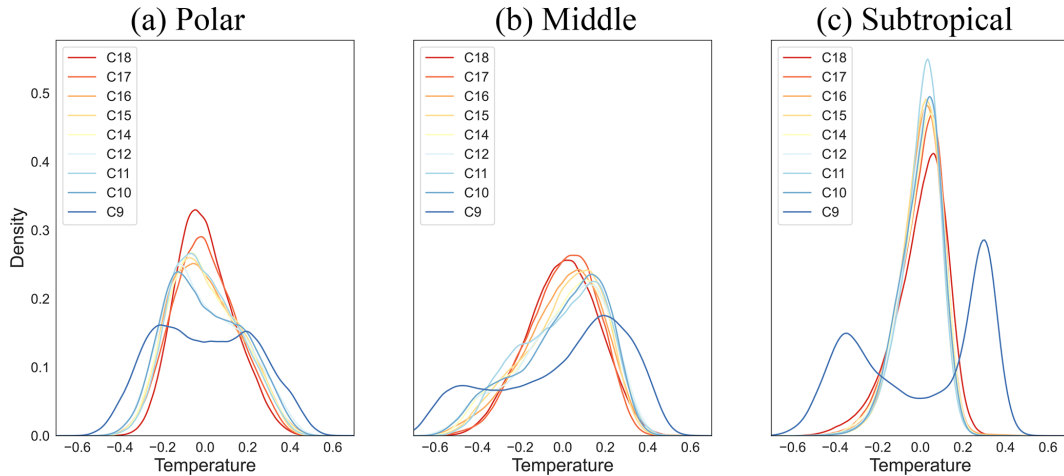 (a) Polar
(b) Middle
(c) Subtropical
Density
0.0
0.1
0.2
0.3
0.4
0.5
C18
C17
C16
C15
C14
C12
C11
C10
C9
−0.6 −0.4 −0.2 0.0 0.2 0.4 0.6
Temperature
C18
C17
C16
C15
C14
C12
C11
C10
C9
−0.6 −0.4 −0.2 0.0 0.2 0.4 0.6
Temperature
C18
C17
C16
C15
C14
C12
C11
C10
C9
−0.6 −0.4 −0.2 0.0 0.2 0.4 0.6
Temperature